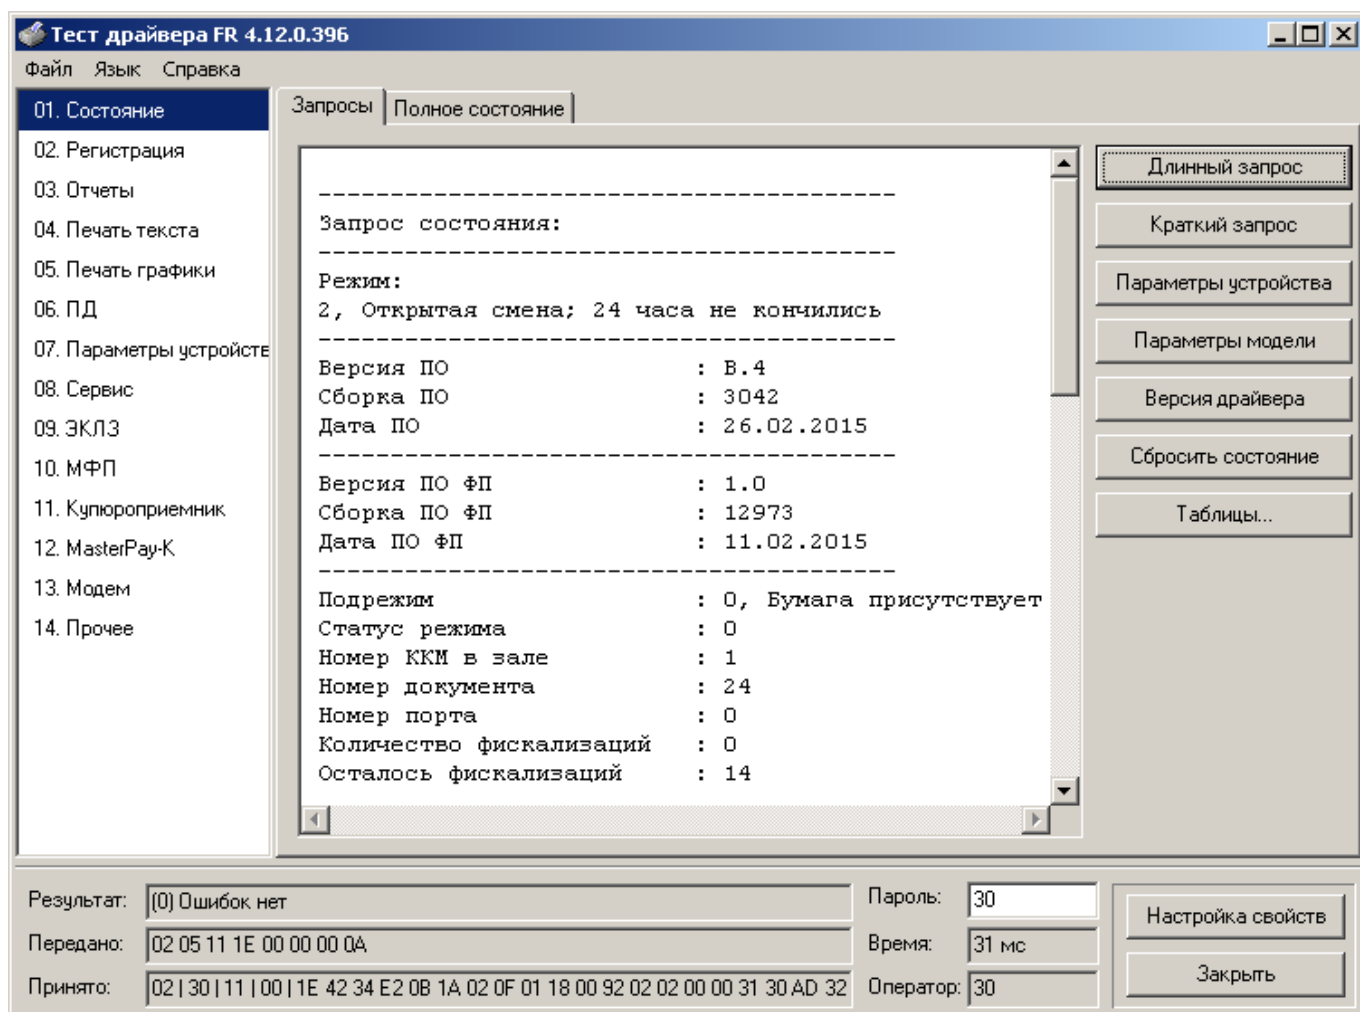 Тест драйвера FR 4.12.0.396
Файл Язык Справка
01. Состояние
02. Регистрация
03. Отчеты
04. Печать текста
05. Печать графики
06. ПД
07. Параметры устройств
08. Сервис
09. ЭКЛЗ
10. МФП
11. Купюроприемник
12. MasterPay-K
13. Модем
14. Прочее
Запросы Полное состояние
----------------------------------------
Запрос состояния:
----------------------------------------
Режим:
2, Открытая смена; 24 часа не кончились
----------------------------------------
Версия ПО : B.4
Сборка ПО : 3042
Дата ПО : 26.02.2015
----------------------------------------
Версия ПО ФП : 1.0
Сборка ПО ФП : 12973
Дата ПО ФП : 11.02.2015
----------------------------------------
Подрежим : 0, Бумага присутствует
Статус режима : 0
Номер ККМ в зале : 1
Номер документа : 24
Номер порта : 0
Количество фискализаций : 0
Осталось фискализаций : 14
Длинный запрос
Краткий запрос
Параметры устройства
Параметры модели
Версия драйвера
Сбросить состояние
Таблицы...
Результат: (0) Ошибок нет
Передано: 02 05 11 1E 00 00 00 0A
Принято: 02 | 30 | 11 | 00 | 1E 42 34 E2 0B 1A 02 0F 01 18 00 92 02 02 00 00 31 30 AD 32
Пароль: 30
Время: 31 мс
Оператор: 30
Настройка свойств
Закрыть